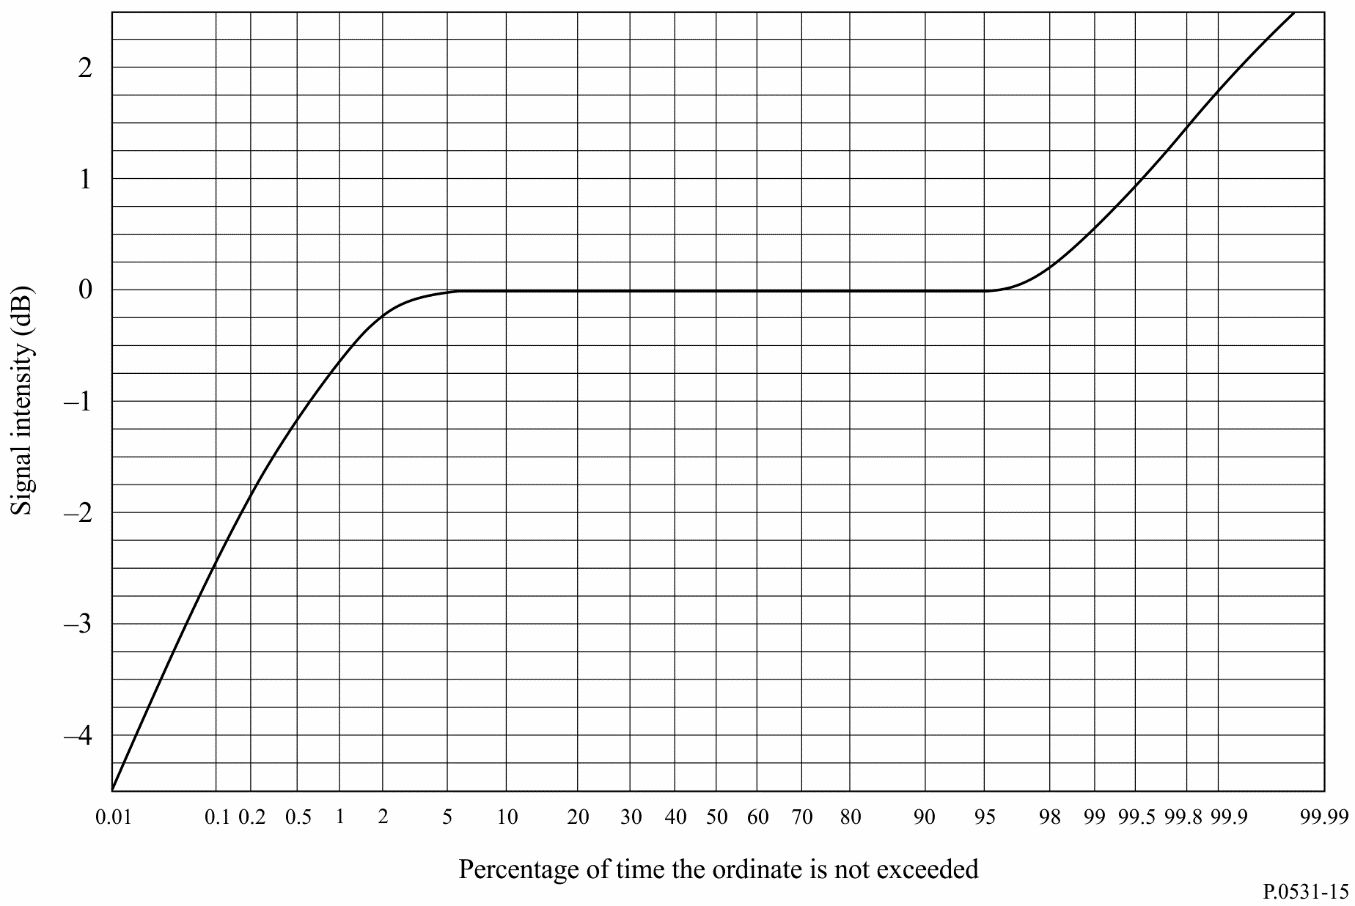 2
1
0
–1
–2
–3
–4
Signal intensity (dB)
0.01 0.1 0.2 0.5 1 2 5 10 20 30 40 50 60 70 80 90 95 98 99 99.5 99.8 99.9 99.99
Percentage of time the ordinate is not exceeded
P.0531-15